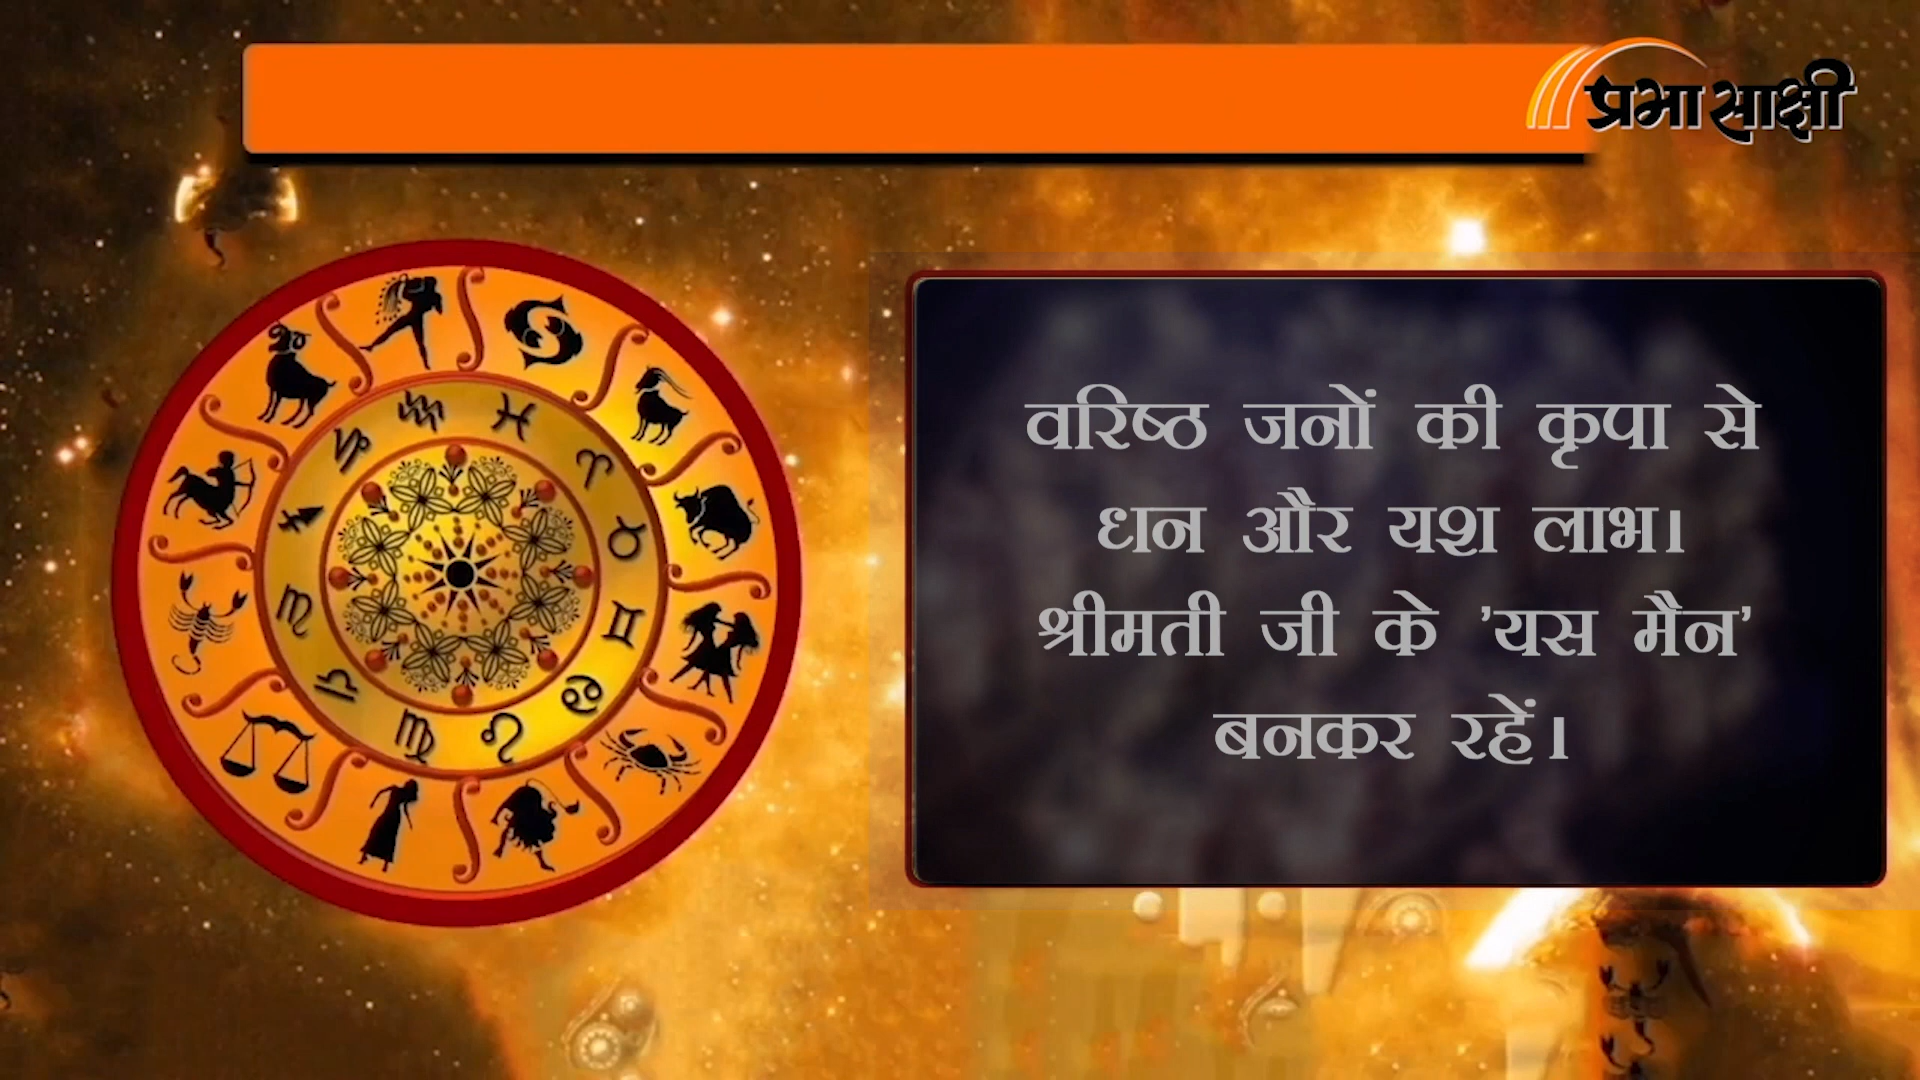 प्रभा साक्षी
वरिष्ठ जनों की कृपा से
धन और यश लाभ।
श्रीमती जी के 'यस मैन'
बनकर रहें।